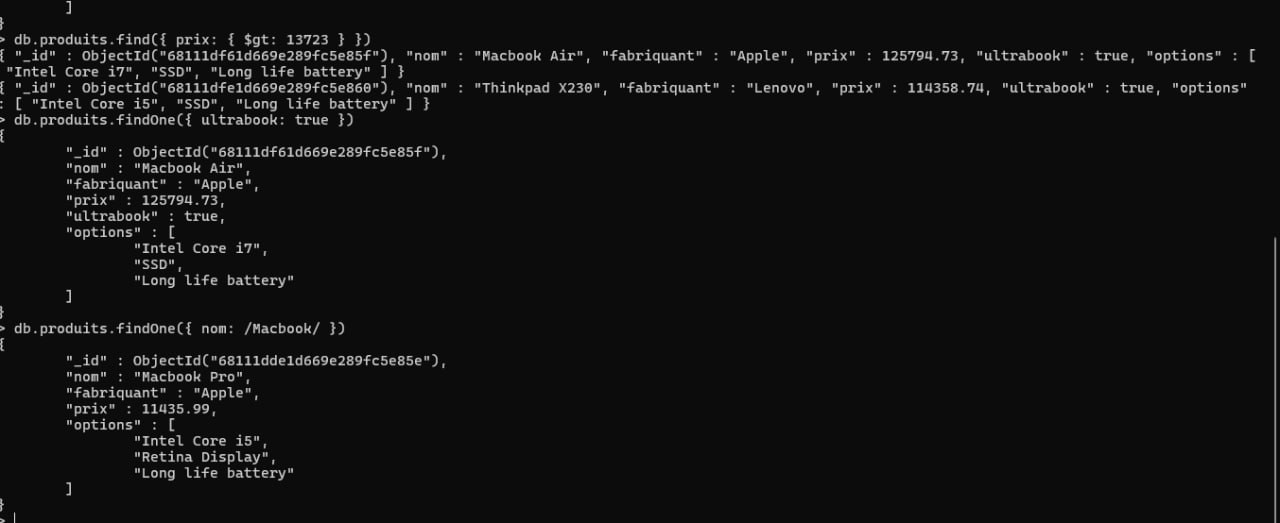 ]
}
> db.produits.find({ prix: { $gt: 13723 } })
{ "_id" : ObjectId("68111df61d669e289fc5e85f"), "nom" : "Macbook Air", "fabriquant" : "Apple", "prix" : 125794.73, "ultrabook" : true, "options" : [
"Intel Core i7", "SSD", "Long life battery" ] }
{ "_id" : ObjectId("68111dfe1d669e289fc5e860"), "nom" : "Thinkpad X230", "fabriquant" : "Lenovo", "prix" : 114358.74, "ultrabook" : true, "options"
: [ "Intel Core i5", "SSD", "Long life battery" ] }
> db.produits.findOne({ ultrabook: true })
{
"_id" : ObjectId("68111df61d669e289fc5e85f"),
"nom" : "Macbook Air",
"fabriquant" : "Apple",
"prix" : 125794.73,
"ultrabook" : true,
"options" : [
"Intel Core i7",
"SSD",
"Long life battery"
]
}
> db.produits.findOne({ nom: /Macbook/ })
{
"_id" : ObjectId("68111dde1d669e289fc5e85e"),
"nom" : "Macbook Pro",
"fabriquant" : "Apple",
"prix" : 11435.99,
"options" : [
"Intel Core i5",
"Retina Display",
"Long life battery"
]
}
>